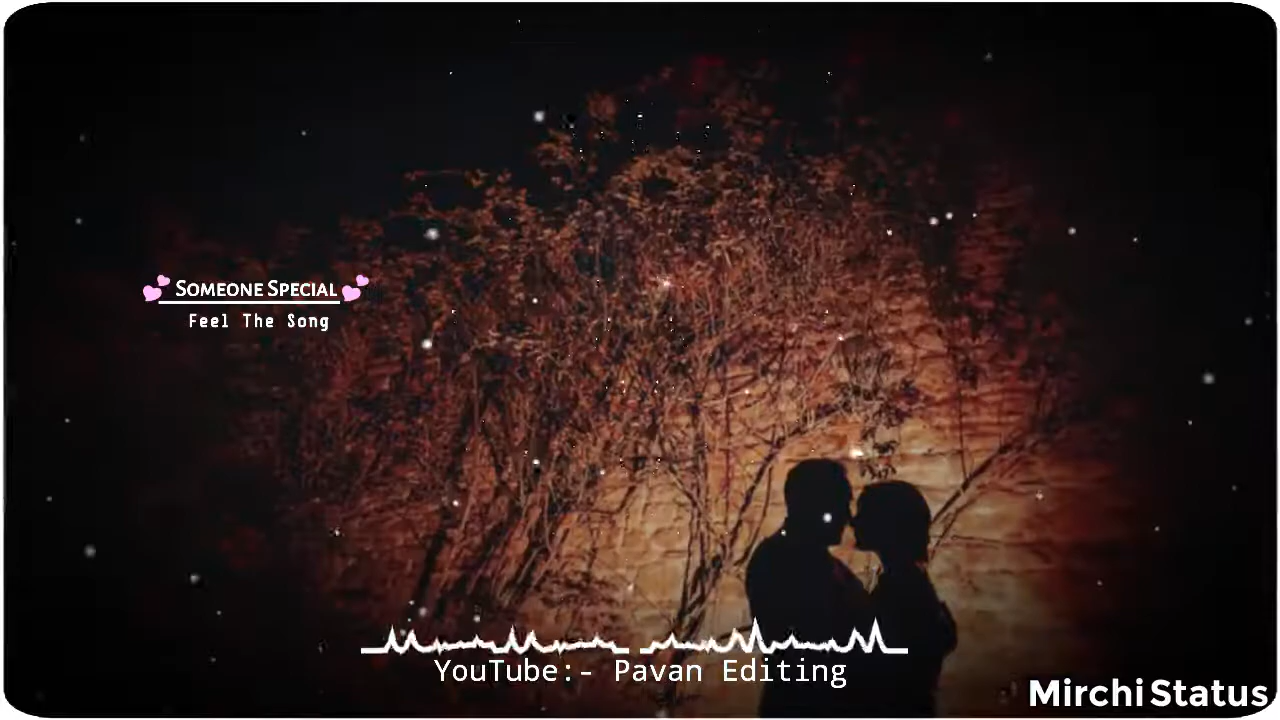 💕 SOMEONE SPECIAL 💕
Feel The Song
YouTube:- Pavan Editing
Mirchi Status